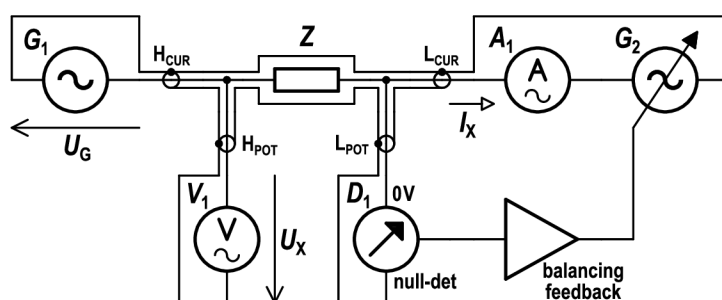 G1
HCUR
Z
LCUR
A1
G2
A
UG
IX
HPOT
LPOT
V1
D1
0V
V
UX
null-det
balancing
feedback